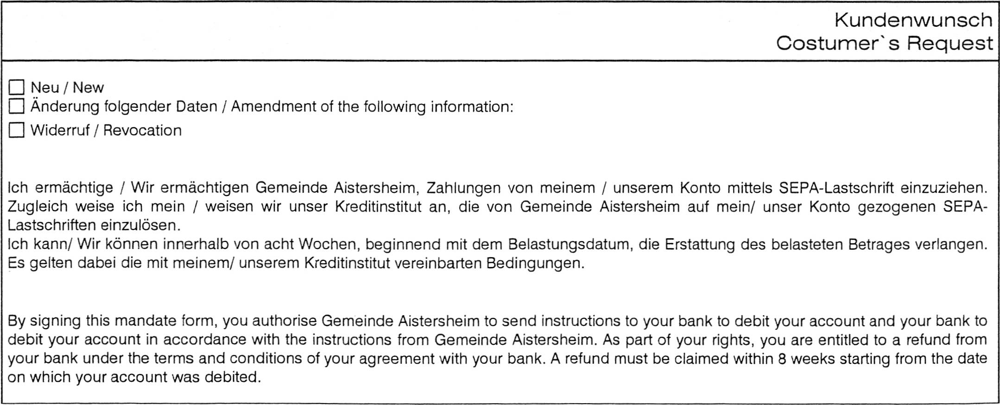 Kundenwunsch
Costumer`s Request
Neu / New
Änderung folgender Daten / Amendment of the following information:
Widerruf / Revocation
Ich ermächtige / Wir ermächtigen Gemeinde Aistersheim, Zahlungen von meinem / unserem Konto mittels SEPA-Lastschrift einzuziehen.
Zugleich weise ich mein / weisen wir unser Kreditinstitut an, die von Gemeinde Aistersheim auf mein/ unser Konto gezogenen SEPA-
Lastschriften einzulösen.
Ich kann/ Wir können innerhalb von acht Wochen, beginnend mit dem Belastungsdatum, die Erstattung des belasteten Betrages verlangen.
Es gelten dabei die mit meinem/ unserem Kreditinstitut vereinbarten Bedingungen.
By signing this mandate form, you authorise Gemeinde Aistersheim to send instructions to your bank to debit your account and your bank to
debit your account in accordance with the instructions from Gemeinde Aistersheim. As part of your rights, you are entitled to a refund from
your bank under the terms and conditions of your agreement with your bank. A refund must be claimed within 8 weeks starting from the date
on which your account was debited.